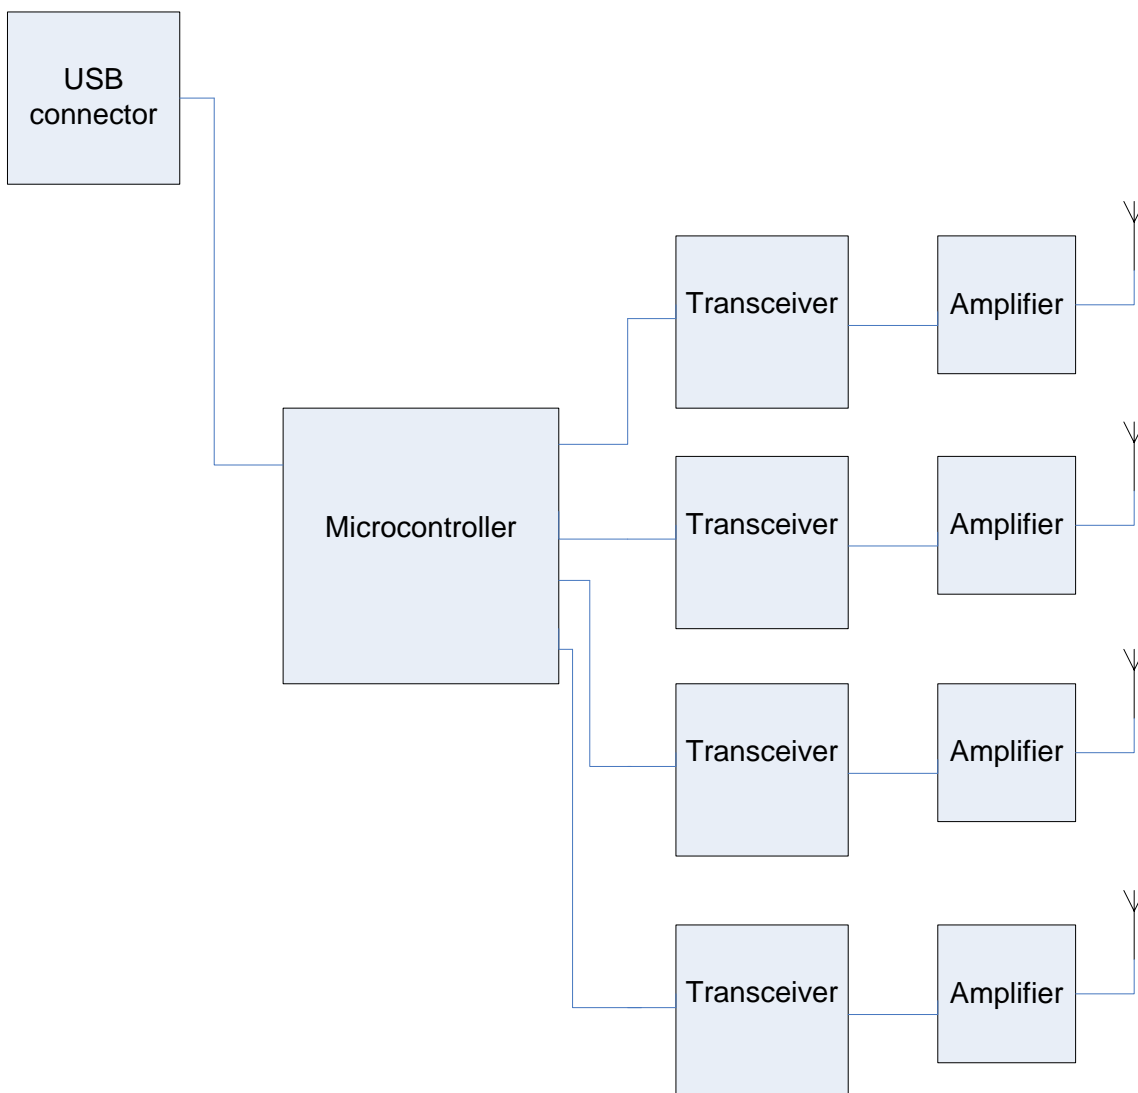 USB
connector
Transceiver
Amplifier
Microcontroller
Transceiver
Amplifier
Transceiver
Amplifier
Transceiver
Amplifier